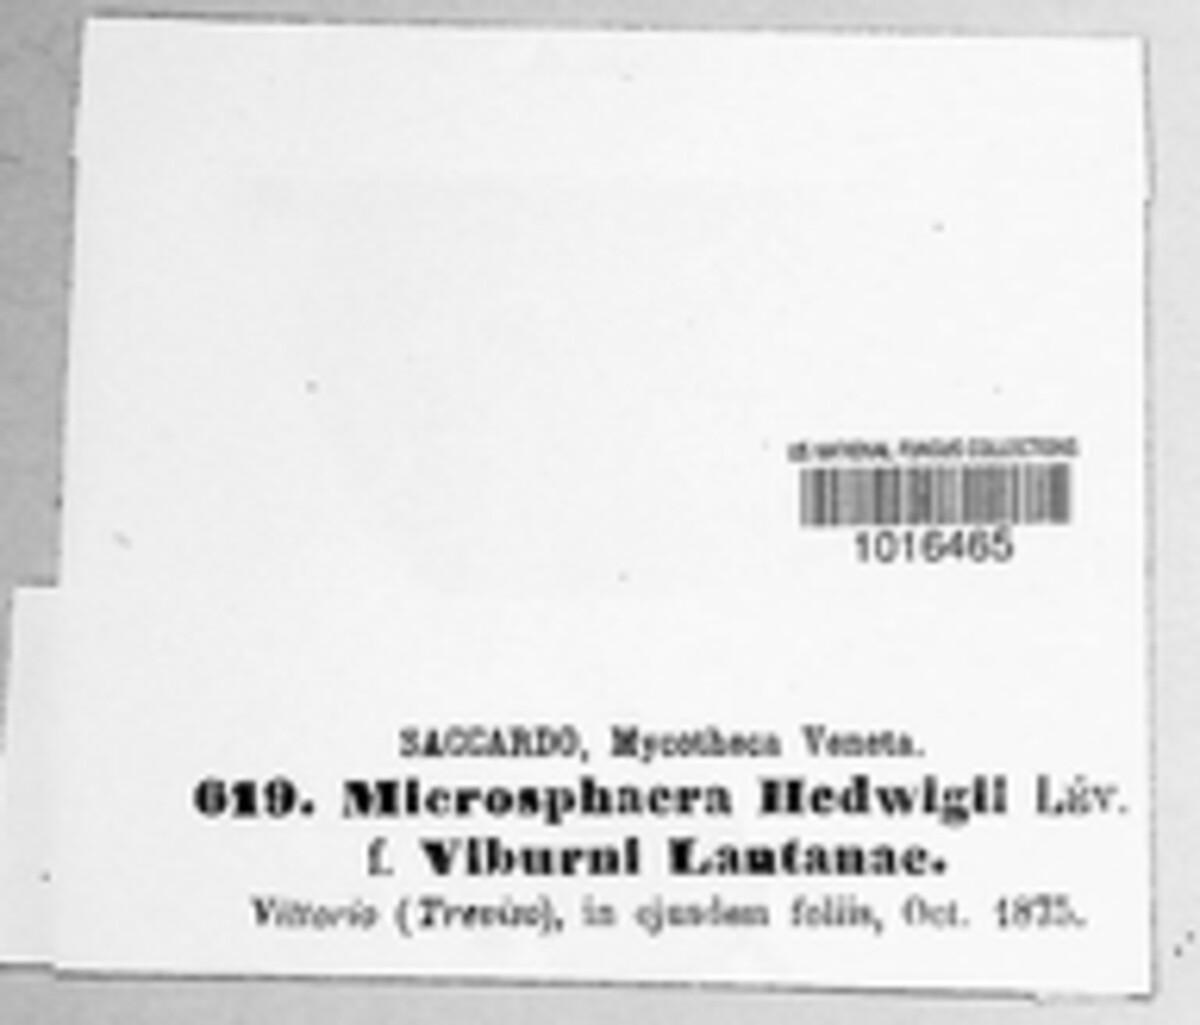 US NATIONAL FUNGUS COLLECTIONS
1016465
SACCARDO, Mycotheca Veneta.
619. Microsphaera Hedwigii Lév.
f. Viburni Lantanae.
Vittorio (Treviso), in ejusdem foliis, Oct. 1875.